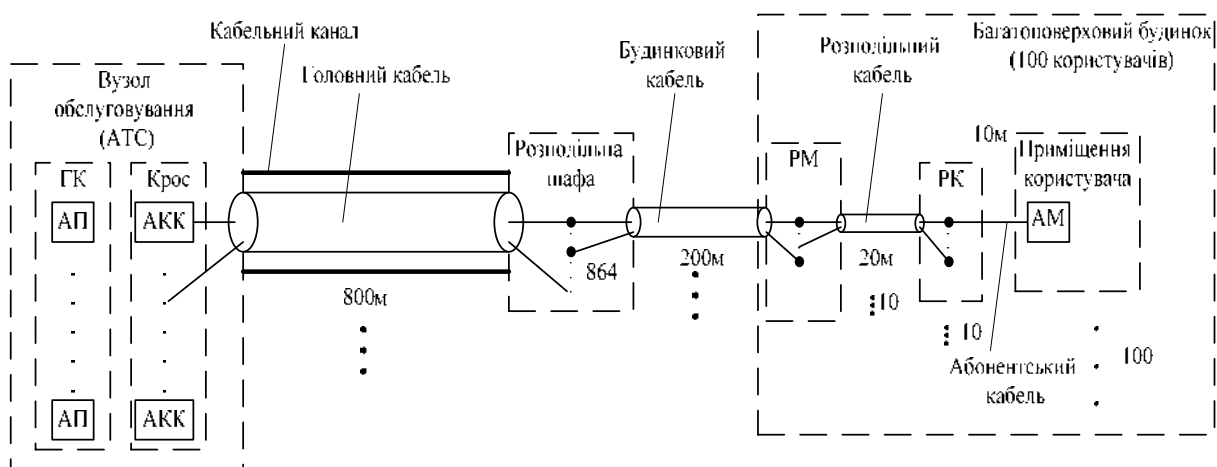 Кабельний канал
Головний кабель
Вузол
обслуговування
(АТС)
ГК
Крос
АП
АКК
АП
АКК
800м
Розподільна
шафа
864
Будинковий
кабель
200м
Розподільний
кабель
Багатоповерховий будинок
(100 користувачів)
РМ
20м
10
РК
10
10м
Приміщення
користувача
АМ
Абонентський
кабель
100